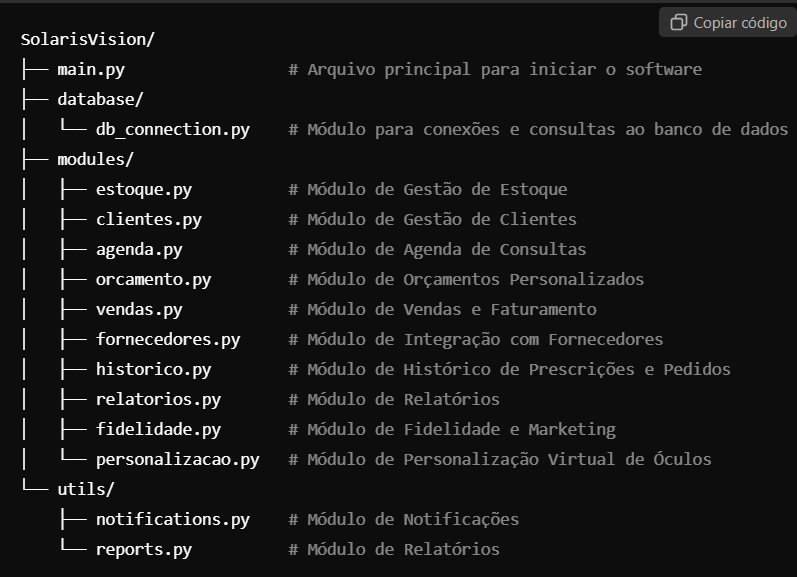 Copiar código
SolarisVision/
├── main.py                 # Arquivo principal para iniciar o software
├── database/
│   └── db_connection.py    # Módulo para conexões e consultas ao banco de dados
├── modules/
│   ├── estoque.py          # Módulo de Gestão de Estoque
│   ├── clientes.py         # Módulo de Gestão de Clientes
│   ├── agenda.py           # Módulo de Agenda de Consultas
│   ├── orcamento.py        # Módulo de Orçamentos Personalizados
│   ├── vendas.py           # Módulo de Vendas e Faturamento
│   ├── fornecedores.py     # Módulo de Integração com Fornecedores
│   ├── historico.py        # Módulo de Histórico de Prescrições e Pedidos
│   ├── relatorios.py       # Módulo de Relatórios
│   ├── fidelidade.py       # Módulo de Fidelidade e Marketing
│   └── personalizacao.py   # Módulo de Personalização Virtual de Óculos
└── utils/
    ├── notifications.py    # Módulo de Notificações
    └── reports.py          # Módulo de Relatórios